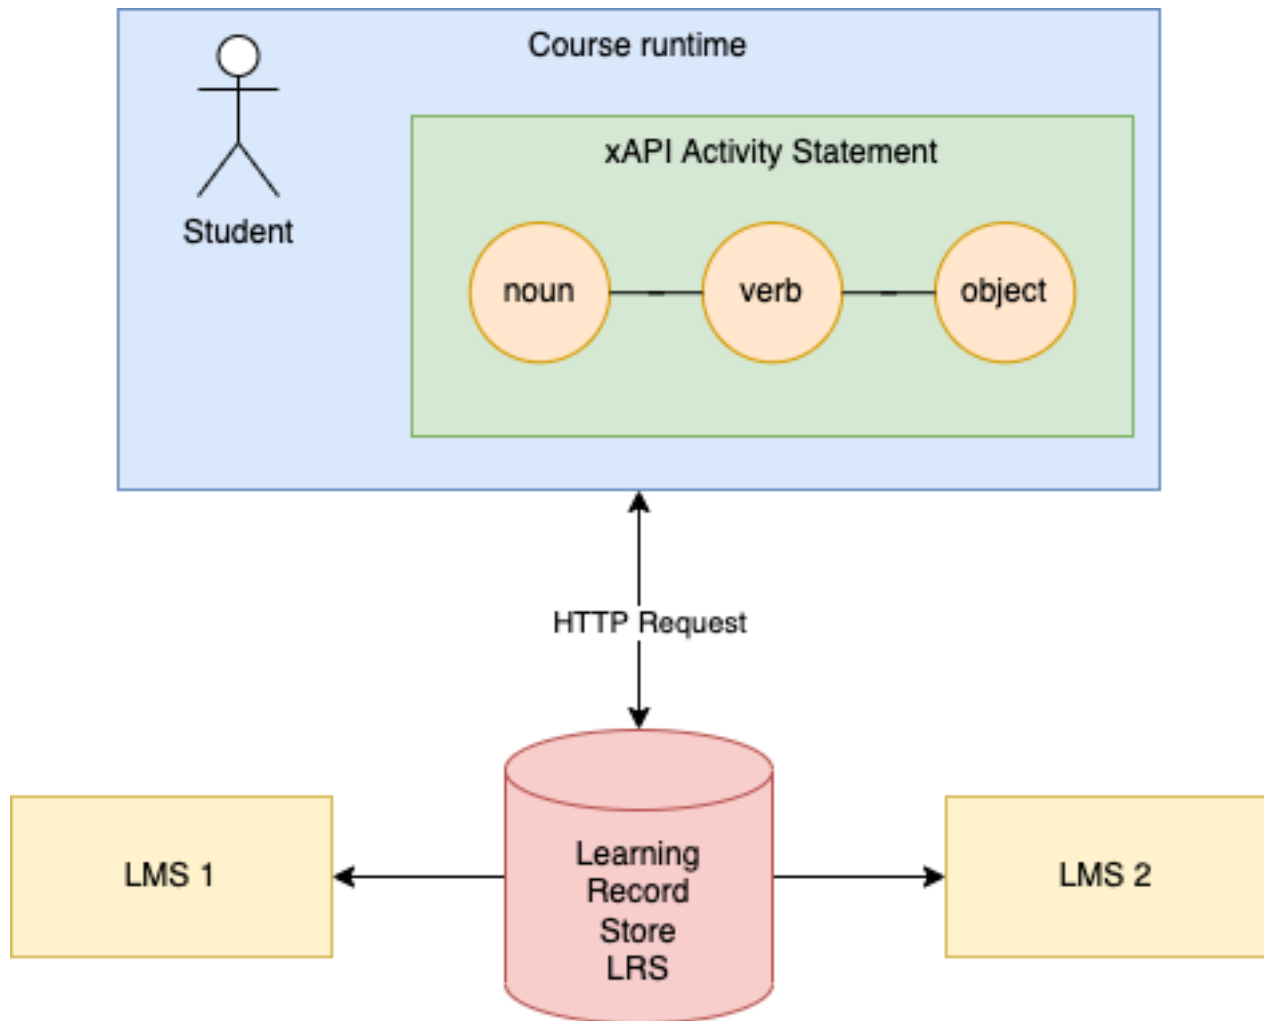 Course runtime
xAPI Activity Statement
Student
noun
verb
object
HTTP Request
Learning
Record
Store
LRS
LMS 1
LMS 2